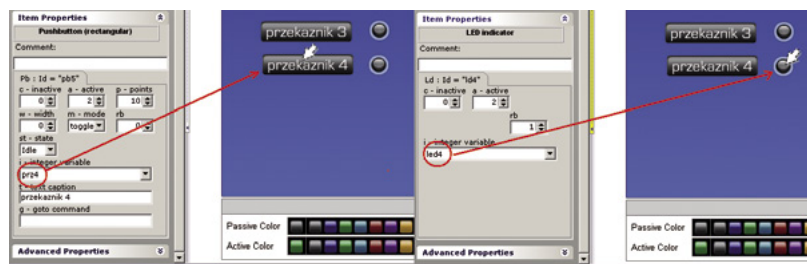 Item Properties
Pushbutton (rectangular)
Comment:
Pb : Id = "pb5"
c - inactive a - active p - points
0 2 10
w - width m - mode rb
0 toggle 0
st - state
Idle
i - integer variable
prz4
t - text caption
przekaznik 4
g - goto command
Advanced Properties
przekaznik 3
przekaznik 4
Passive Color
Active Color
Item Properties
LED indicator
Comment:
Ld : Id = "ld4"
c - inactive a - active
0 2
rb
1
i - integer variable
led4
Advanced Properties
przekaznik 3
przekaznik 4
Passive Color
Active Color